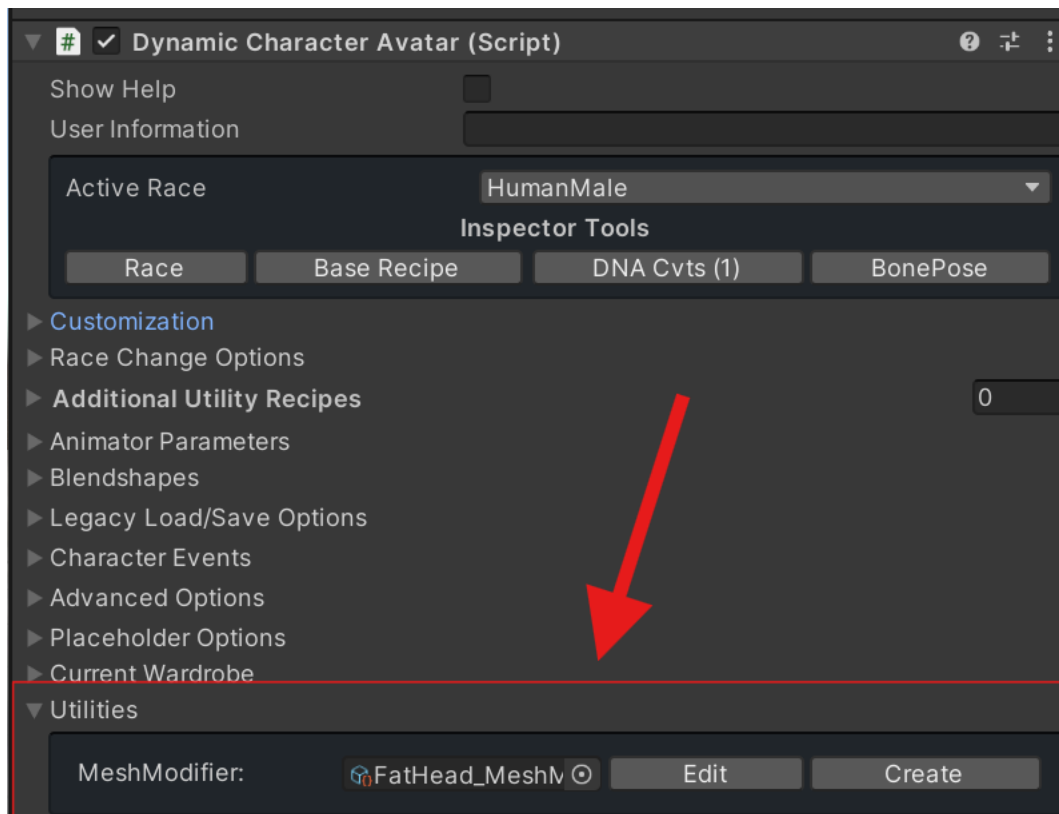 # Dynamic Character Avatar (Script)
Show Help
User Information
Active Race HumanMale
Inspector Tools
Race Base Recipe DNA Cvts (1) BonePose
Customization
Race Change Options
Additional Utility Recipes 0
Animator Parameters
Blendshapes
Legacy Load/Save Options
Character Events
Advanced Options
Placeholder Options
Current Wardrobe
Utilities
MeshModifier: FatHead_MeshM Edit Create